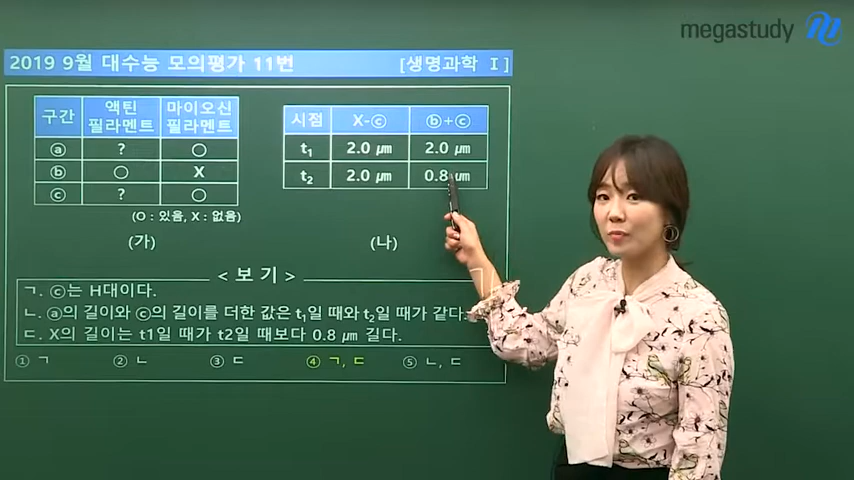 megastudy
2019 9월 대수능 모의평가 11번 [생명과학 Ⅰ]
구간 액틴 필라멘트 마이오신 필라멘트
ⓐ ? ○
ⓑ ○ X
ⓒ ? ○
(O : 있음, X : 없음)
(가)
시점 X-ⓒ ⓑ+ⓒ
t₁ 2.0 ㎛ 2.0 ㎛
t₂ 2.0 ㎛ 0.8 ㎛
(나)
< 보 기 >
ㄱ. ⓒ는 H대이다.
ㄴ. ⓐ의 길이와 ⓒ의 길이를 더한 값은 t₁일 때와 t₂일 때가 같다.
ㄷ. X의 길이는 t1일 때가 t2일 때보다 0.8 ㎛ 길다.
① ㄱ ② ㄴ ③ ㄷ ④ ㄱ, ㄷ ⑤ ㄴ, ㄷ